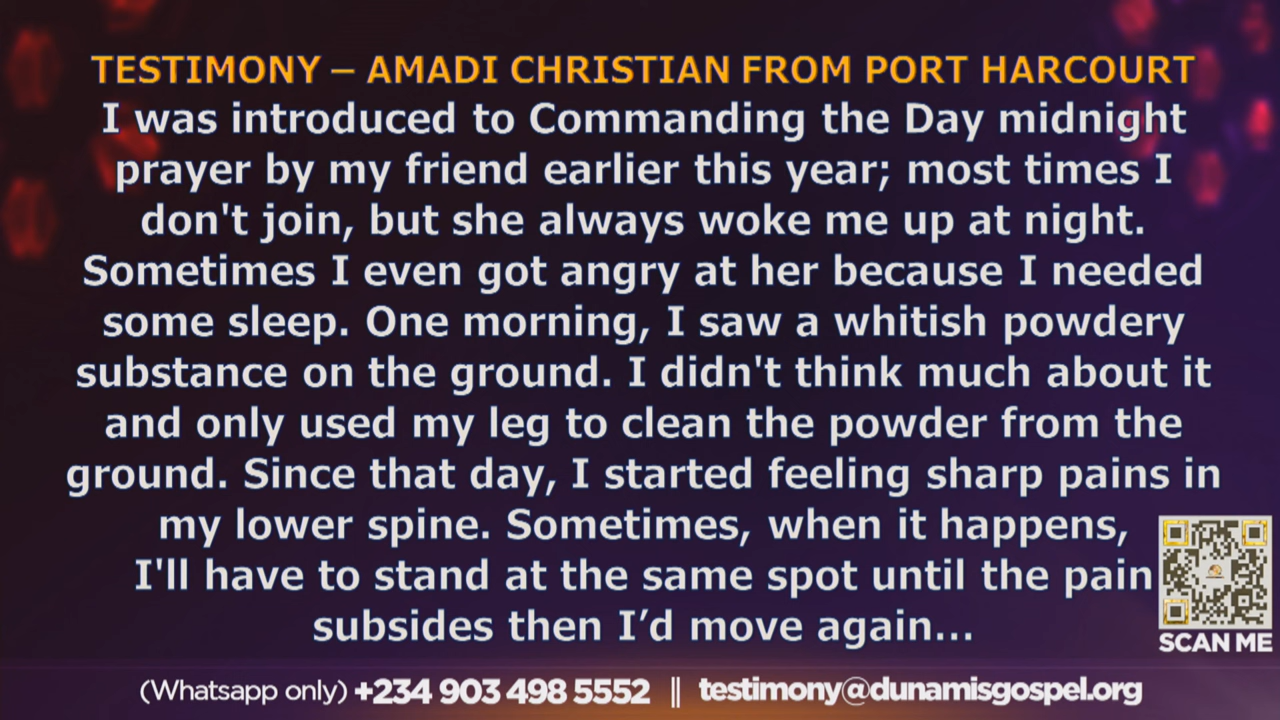 TESTIMONY – AMADI CHRISTIAN FROM PORT HARCOURT
I was introduced to Commanding the Day midnight
prayer by my friend earlier this year; most times I
don't join, but she always woke me up at night.
Sometimes I even got angry at her because I needed
some sleep. One morning, I saw a whitish powdery
substance on the ground. I didn't think much about it
and only used my leg to clean the powder from the
ground. Since that day, I started feeling sharp pains in
my lower spine. Sometimes, when it happens,
I'll have to stand at the same spot until the pain
subsides then I’d move again...
SCAN ME
(Whatsapp only) +234 903 498 5552 || testimony@dunamisgospel.org